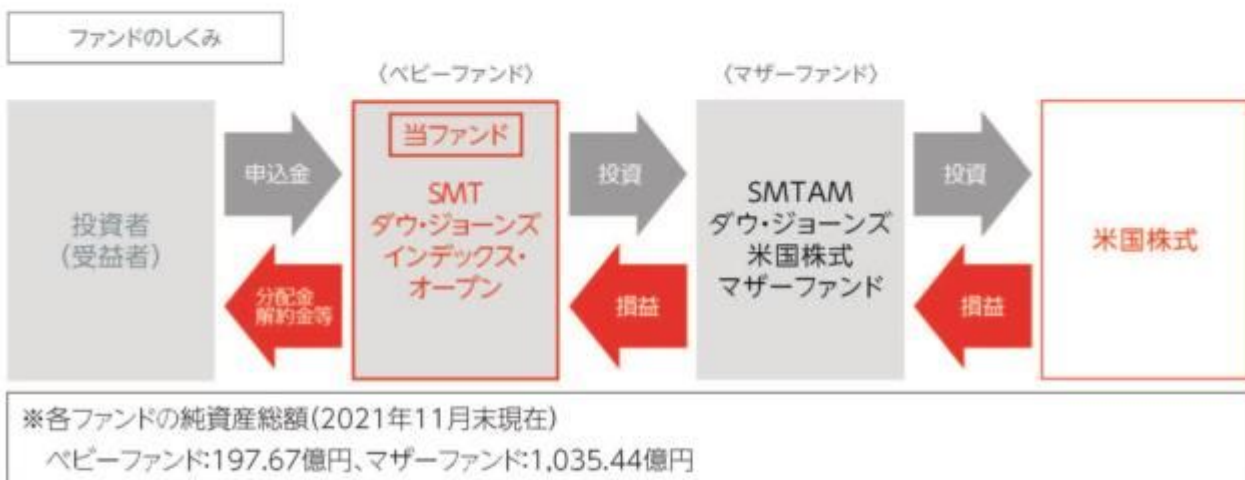 ファンドのしくみ
〈ベビーファンド〉
〈マザーファンド〉
投資者
(受益者)
申込金
分配金
解約金等
当ファンド
SMT
ダウ・ジョーンズ
インデックス・
オープン
投資
損益
SMTAM
ダウ・ジョーンズ
米国株式
マザーファンド
投資
損益
米国株式
※各ファンドの純資産総額(2021年11月末現在)
ベビーファンド:197.67億円、マザーファンド:1,035.44億円